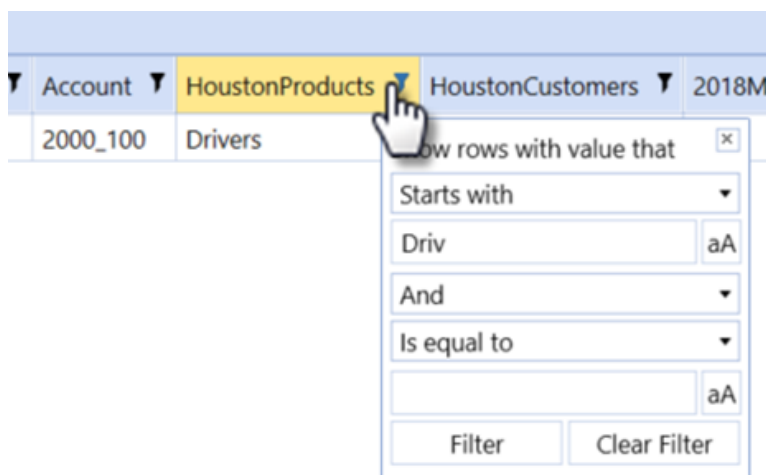 Account HoustonProducts HoustonCustomers 2018M
2000_100 Drivers
rows with value that
Starts with
Driv aA
And
Is equal to
aA
Filter Clear Filter